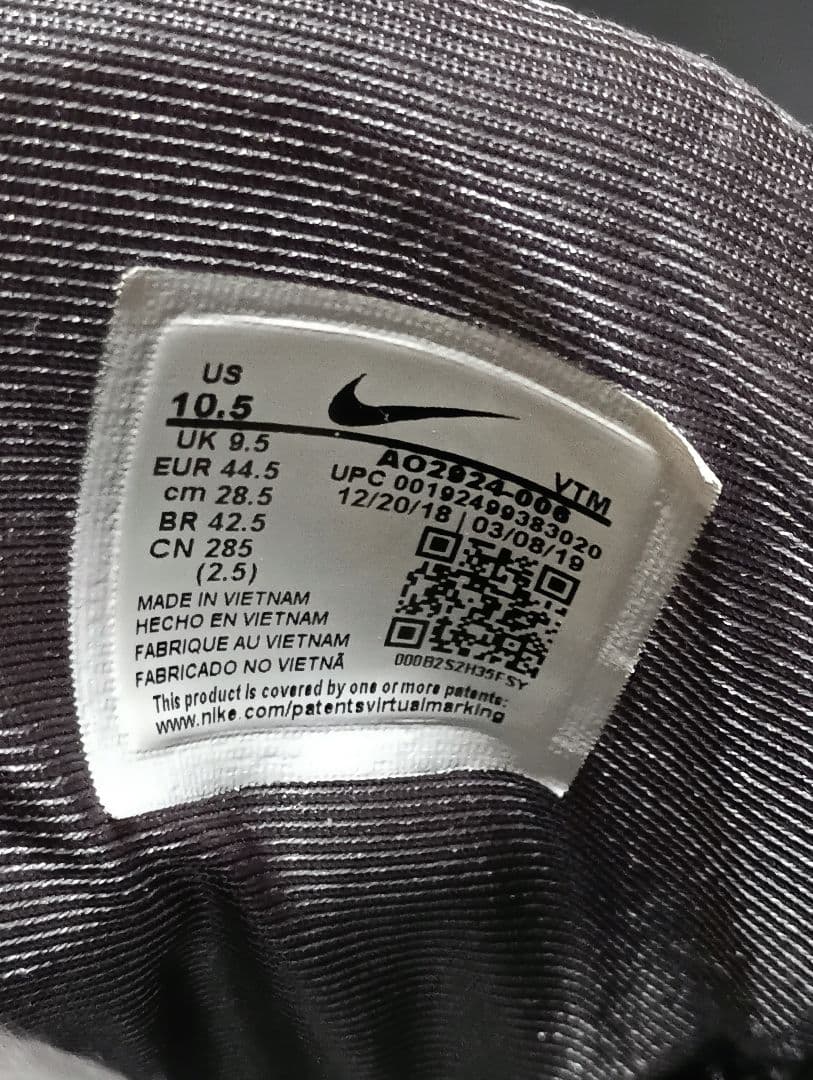 US
10.5
UK 9.5
EUR 44.5
cm 28.5
BR 42.5
CN 285
(2.5)
VTM
AO2924-006
UPC 00192499383020
12/20/18 | 03/08/19
000B2S2H35FSY
MADE IN VIETNAM
HECHO EN VIETNAM
FABRIQUE AU VIETNAM
FABRICADO NO VIETNÃ
This product is covered by one or more patents:
www.nike.com/patentsvirtualmarking